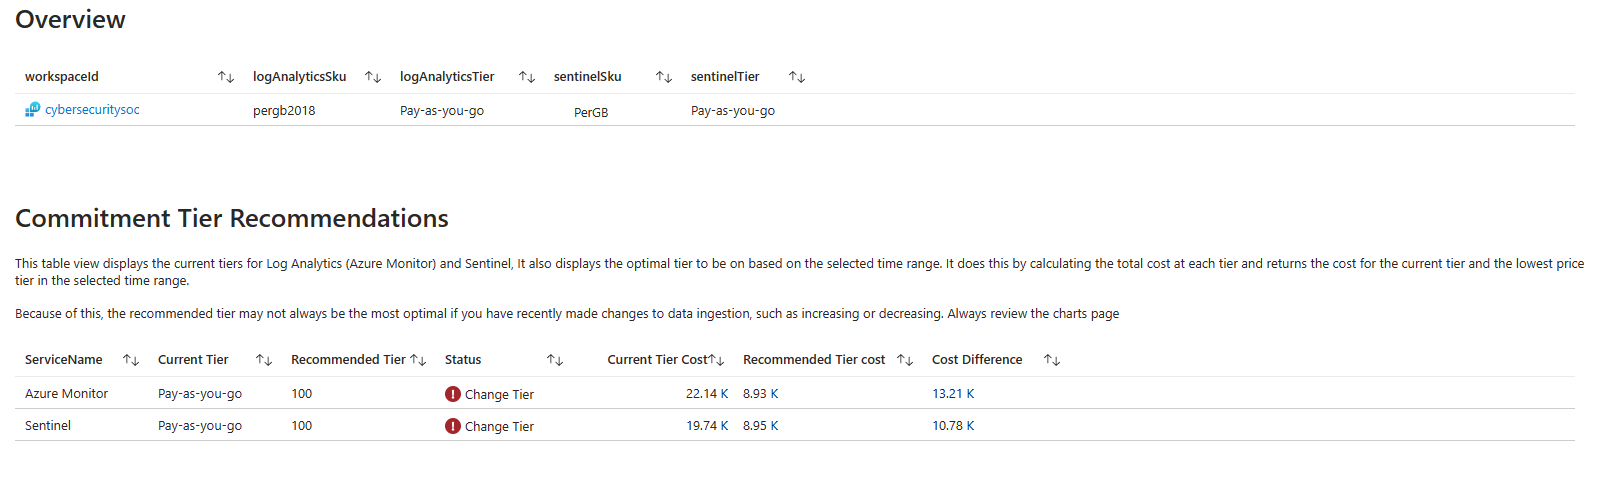 Overview
workspaceId logAnalyticsSku logAnalyticsTier sentinelSku sentinelTier
cybersecuritysoc pergb2018 Pay-as-you-go PerGB Pay-as-you-go
Commitment Tier Recommendations
This table view displays the current tiers for Log Analytics (Azure Monitor) and Sentinel, It also displays the optimal tier to be on based on the selected time range. It does this by calculating the total cost at each tier and returns the cost for the current tier and the lowest price
tier in the selected time range.
Because of this, the recommended tier may not always be the most optimal if you have recently made changes to data ingestion, such as increasing or decreasing. Always review the charts page
ServiceName Current Tier Recommended Tier Status Current Tier Cost Recommended Tier cost Cost Difference
Azure Monitor Pay-as-you-go 100 Change Tier 22.14 K 8.93 K 13.21 K
Sentinel Pay-as-you-go 100 Change Tier 19.74 K 8.95 K 10.78 K